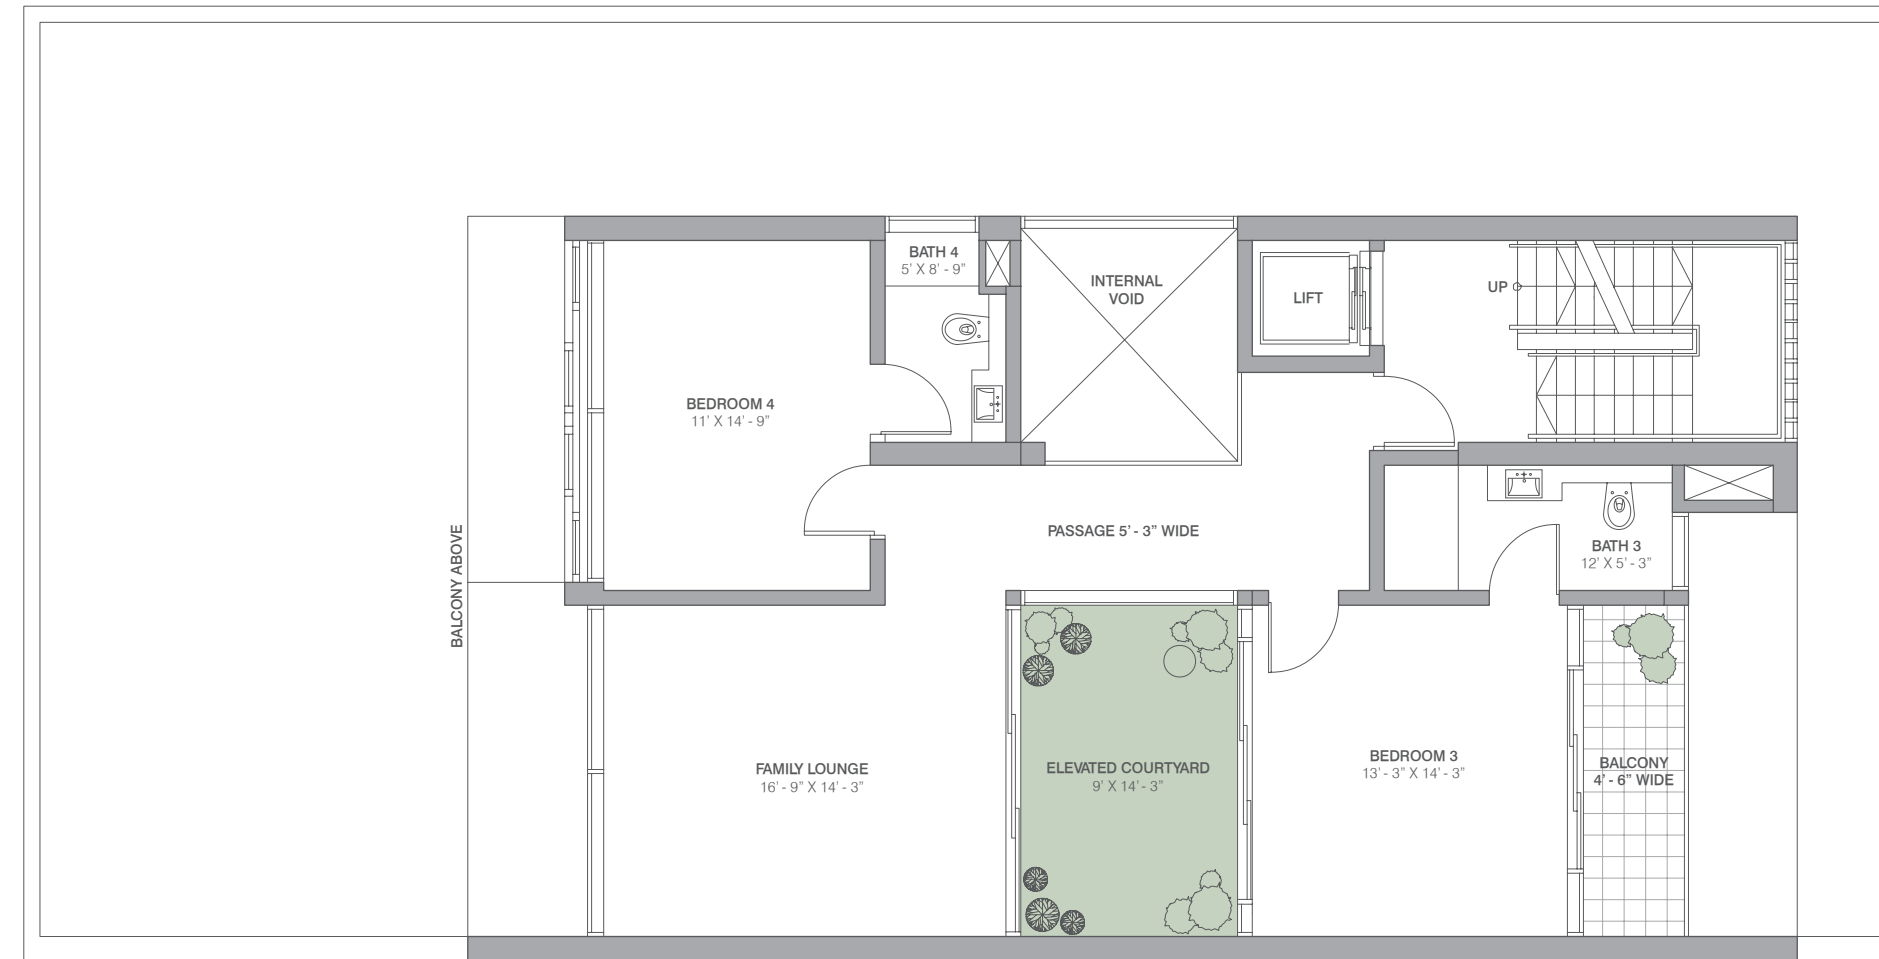 BATH 4
5' X 8' - 9"
INTERNAL
VOID
LIFT
UP
BEDROOM 4
11' X 14' - 9”
BALCONY ABOVE
PASSAGE 5’ - 3” WIDE
BATH 3
12’ X 5’ - 3”
FAMILY LOUNGE
16’ - 9” X 14’ - 3”
ELEVATED COURTYARD
9’ X 14’ - 3”
BEDROOM 3
13’ - 3” X 14’ - 3”
BALCONY
4’ - 6” WIDE